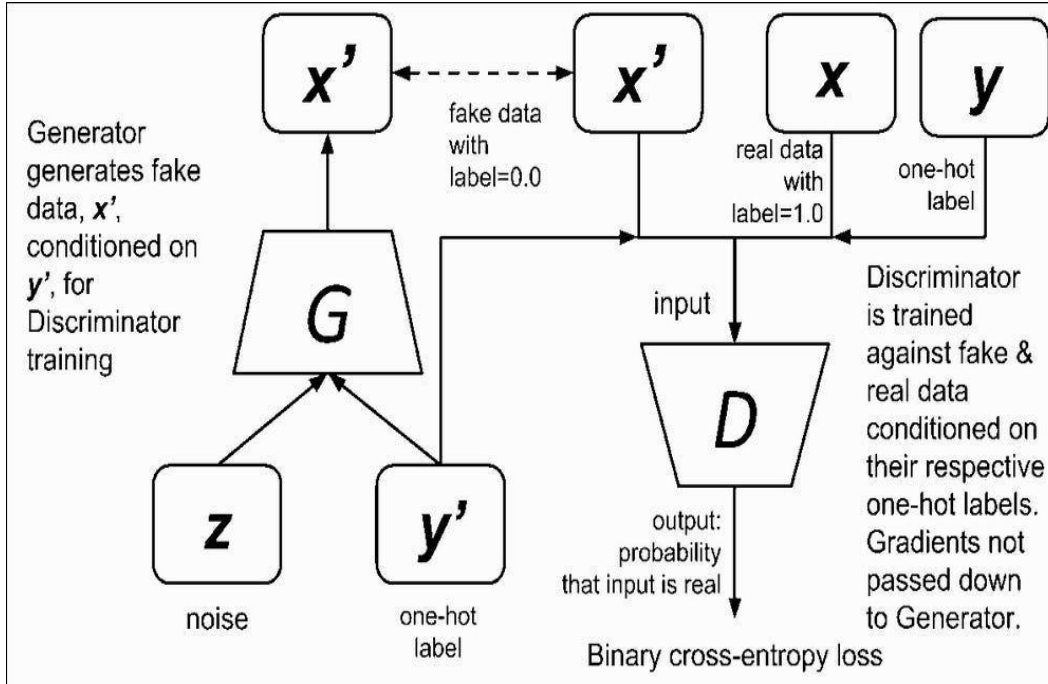 x’
x’
x
y
Generator
generates fake
data, x’,
conditioned on
y’, for
Discriminator
training
fake data
with
label=0.0
real data
with
label=1.0
one-hot
label
G
input
D
Discriminator
is trained
against fake &
real data
conditioned on
their respective
one-hot labels.
Gradients not
passed down
to Generator.
z
y’
noise
one-hot
label
output:
probability
that input is real
Binary cross-entropy loss